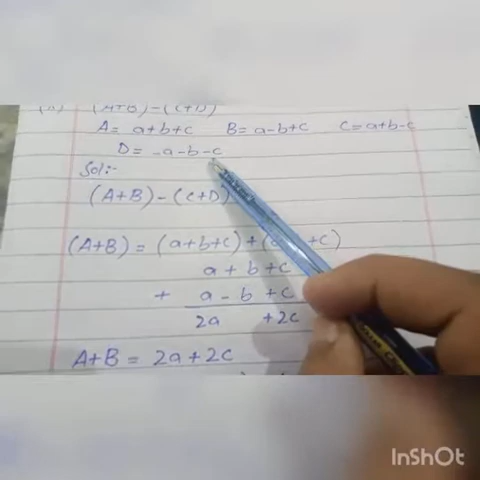 (A+B) - (C+D)
A = a+b+c B = a-b+c C = a+b-c
D = -a-b-c
Sol:-
(A+B) - (C+D)
(A+B) = (a+b+c) + ( +c)
a + b + c
+ a - b + c
2a +2c
A+B = 2a + 2c
InShOt